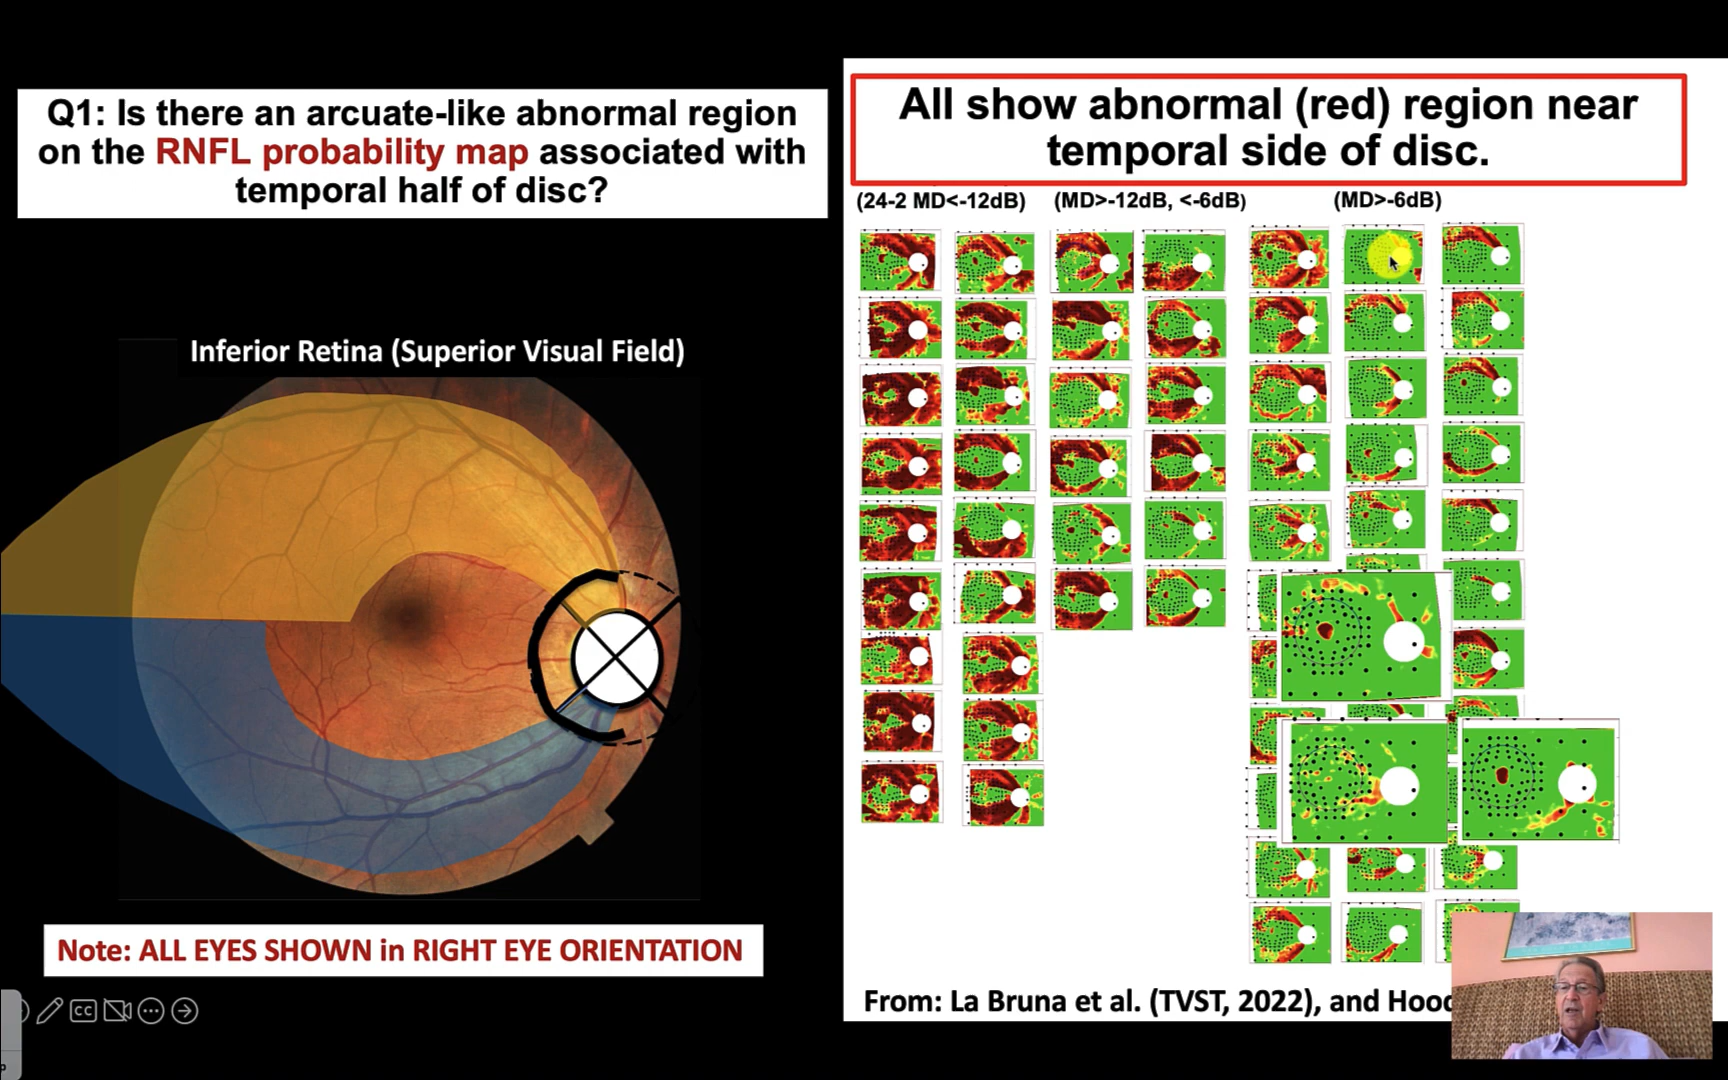 Q1: Is there an arcuate-like abnormal region
on the RNFL probability map associated with
temporal half of disc?
Inferior Retina (Superior Visual Field)
Note: ALL EYES SHOWN in RIGHT EYE ORIENTATION
CC
All show abnormal (red) region near
temporal side of disc.
(24-2 MD<-12dB) (MD>-12dB, <-6dB) (MD>-6dB)
From: La Bruna et al. (TVST, 2022), and